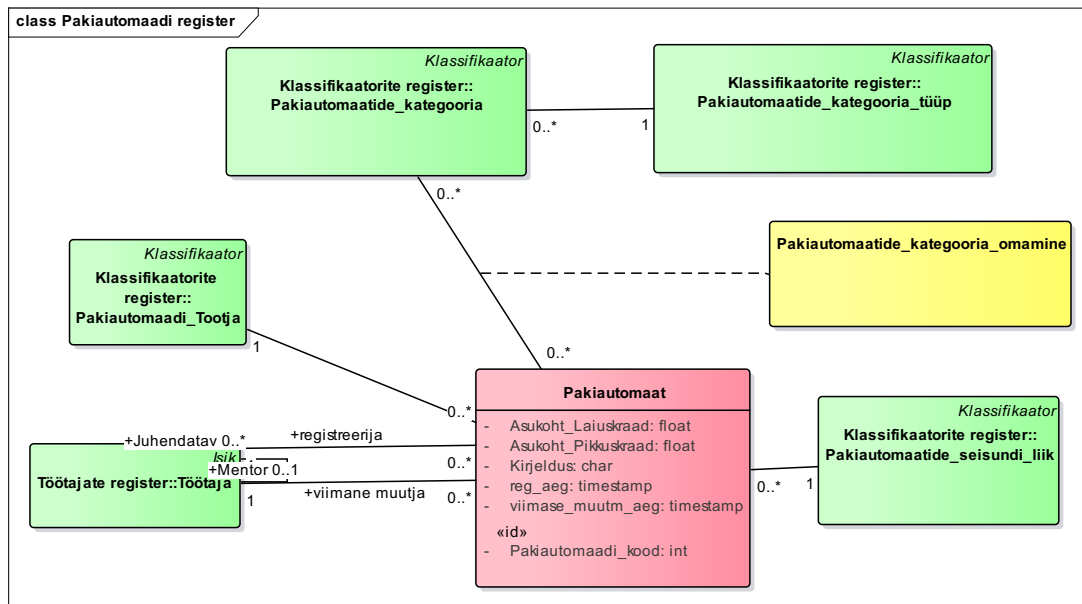 class Pakiautomaadi register
Klassifikaator
Klassifikaatorite register::
Pakiautomaatide_kategooria
Klassifikaator
Klassifikaatorite register::
Pakiautomaatide_kategooria_tüüp
0..*
1
0..*
Pakiautomaatide_kategooria_omamine
Klassifikaator
Klassifikaatorite
register::
Pakiautomaadi_Tootja
1
0..*
0..*
Pakiautomaat
- Asukoht_Laiuskraad: float
- Asukoht_Pikkuskraad: float
- Kirjeldus: char
- reg_aeg: timestamp
- viimase_muutm_aeg: timestamp
«id»
- Pakiautomaadi_kood: int
Klassifikaator
Klassifikaatorite register::
Pakiautomaatide_seisundi_liik
0..*
1
+Juhendatav 0..*
+registreerija
0..*
Isik
+Mentor 0..1
Töötajate register::Töötaja
1
+viimane muutja
0..*